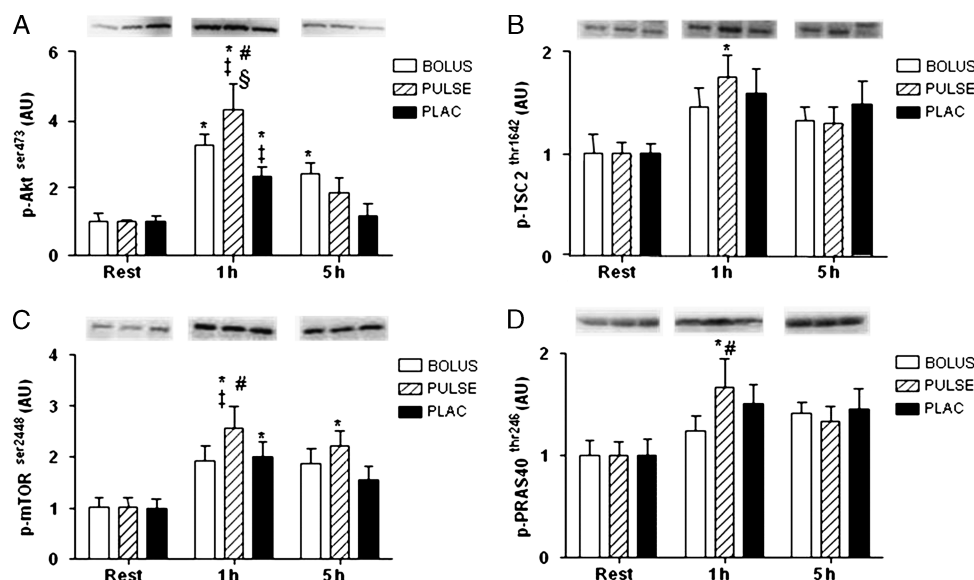 A
p-Akt ser473 (AU)
6
4
2
0
*
* #
‡
§
*
‡
*
Rest 1h 5h
BOLUS
PULSE
PLAC
B
p-TSC2 thr1642 (AU)
2
1
0
*
Rest 1h 5h
BOLUS
PULSE
PLAC
C
p-mTOR ser2448 (AU)
4
3
2
1
0
* #
‡
*
*
Rest 1h 5h
BOLUS
PULSE
PLAC
D
p-PRAS40 thr246 (AU)
2
1
0
*#
Rest 1h 5h
BOLUS
PULSE
PLAC